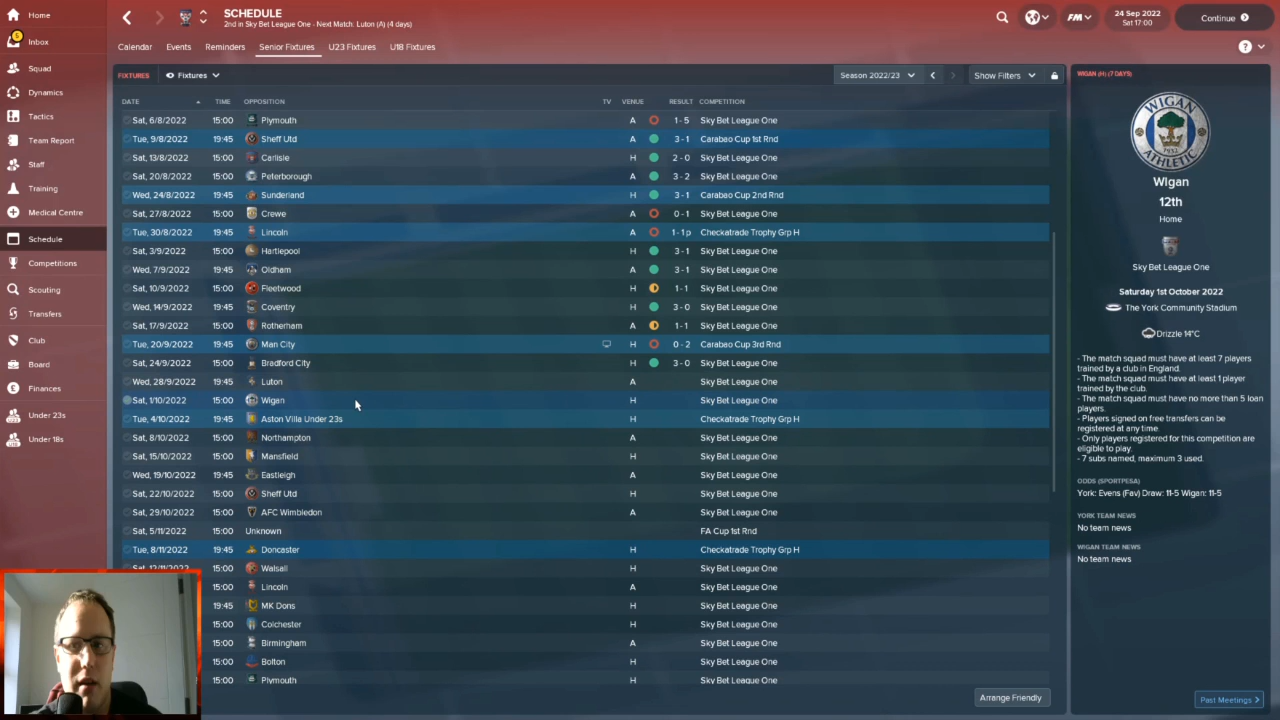 Home
Inbox
5
Squad
Dynamics
Tactics
Team Report
Staff
Training
Medical Centre
Schedule
Competitions
Scouting
Transfers
Club
Board
Finances
Under 23s
Under 18s
SCHEDULE
2nd in Sky Bet League One - Next Match: Luton (A) (4 days)
FM
24 Sep 2022
Sat 17:00
Continue
Calendar Events Reminders Senior Fixtures U23 Fixtures U18 Fixtures
?
FIXTURES Fixtures Season 2022/23 Show Filters
DATE TIME OPPOSITION TV VENUE RESULT COMPETITION
Sat, 6/8/2022 15:00 Plymouth A 1 - 5 Sky Bet League One
Tue, 9/8/2022 19:45 Sheff Utd A 3 - 1 Carabao Cup 1st Rnd
Sat, 13/8/2022 15:00 Carlisle H 2 - 0 Sky Bet League One
Sat, 20/8/2022 15:00 Peterborough A 3 - 2 Sky Bet League One
Wed, 24/8/2022 19:45 Sunderland H 3 - 1 Carabao Cup 2nd Rnd
Sat, 27/8/2022 15:00 Crewe A 0 - 1 Sky Bet League One
Tue, 30/8/2022 19:45 Lincoln A 1 - 1 p Checkatrade Trophy Grp H
Sat, 3/9/2022 15:00 Hartlepool H 3 - 1 Sky Bet League One
Wed, 7/9/2022 19:45 Oldham A 3 - 1 Sky Bet League One
Sat, 10/9/2022 15:00 Fleetwood H 1 - 1 Sky Bet League One
Wed, 14/9/2022 19:45 Coventry H 3 - 0 Sky Bet League One
Sat, 17/9/2022 15:00 Rotherham A 1 - 1 Sky Bet League One
Tue, 20/9/2022 19:45 Man City H 0 - 2 Carabao Cup 3rd Rnd
Sat, 24/9/2022 15:00 Bradford City H 3 - 0 Sky Bet League One
Wed, 28/9/2022 19:45 Luton A Sky Bet League One
Sat, 1/10/2022 15:00 Wigan H Sky Bet League One
Tue, 4/10/2022 19:45 Aston Villa Under 23s H Checkatrade Trophy Grp H
Sat, 8/10/2022 15:00 Northampton A Sky Bet League One
Sat, 15/10/2022 15:00 Mansfield H Sky Bet League One
Wed, 19/10/2022 19:45 Eastleigh A Sky Bet League One
Sat, 22/10/2022 15:00 Sheff Utd H Sky Bet League One
Sat, 29/10/2022 15:00 AFC Wimbledon A Sky Bet League One
Sat, 5/11/2022 15:00 Unknown FA Cup 1st Rnd
Tue, 8/11/2022 19:45 Doncaster H Checkatrade Trophy Grp H
Sat, 12/11/2022 15:00 Walsall H Sky Bet League One
15:00 Lincoln A Sky Bet League One
19:45 MK Dons H Sky Bet League One
15:00 Colchester H Sky Bet League One
15:00 Birmingham A Sky Bet League One
15:00 Bolton H Sky Bet League One
15:00 Plymouth H Sky Bet League One
Arrange Friendly
WIGAN (H) (7 DAYS)
WIGAN
1932
ATHLETIC
Wigan
12th
Home
Sky Bet League One
Saturday 1st October 2022
The York Community Stadium
Drizzle 14°C
- The match squad must have at least 7 players
trained by a club in England.
- The match squad must have at least 1 player
trained by the club.
- The match squad must have no more than 5 loan
players.
- Players signed on free transfers can be
registered at any time.
- Only players registered for this competition are
eligible to play.
- 7 subs named, maximum 3 used.
ODDS (SPORTPESA)
York: Evens (Fav) Draw: 11-5 Wigan: 11-5
YORK TEAM NEWS
No team news
WIGAN TEAM NEWS
No team news
Past Meetings >